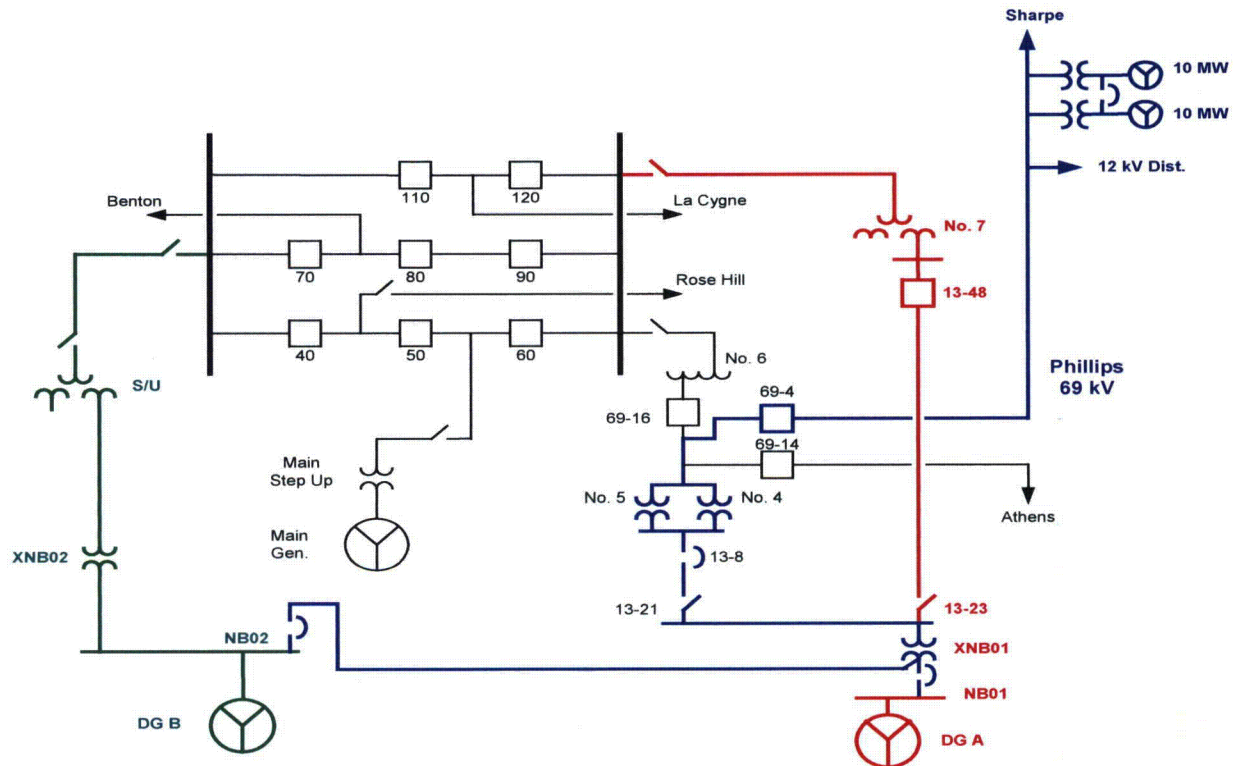 Sharpe
10 MW
10 MW
12 kV Dist.
110
120
Benton
La Cygne
No. 7
70
80
90
Rose Hill
13-48
40
50
60
No. 6
S/U
69-4
Phillips
69 kV
69-16
69-14
Main
Step Up
No. 5
No. 4
Athens
Main
Gen.
XNB02
13-8
13-21
13-23
NB02
XNB01
NB01
DG B
DG A